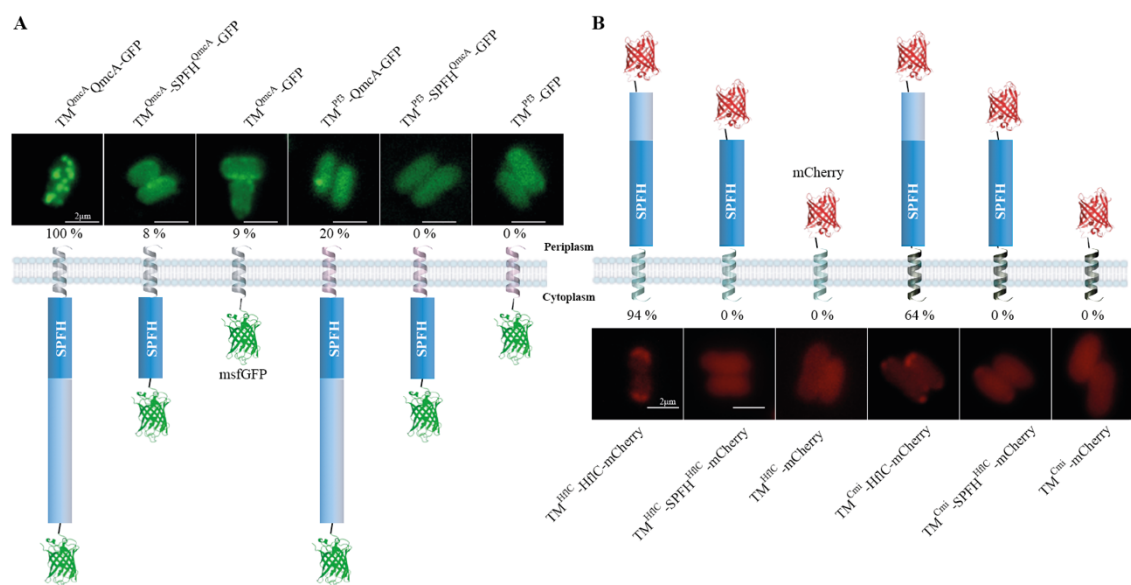 A
TM^QmcA QmcA-GFP
TM^QmcA-SPFH^QmcA-GFP
TM^QmcA-GFP
TM^Pf3-QmcA-GFP
TM^Pf3-SPFH^QmcA-GFP
TM^Pf3-GFP
2μm
100 %
8 %
9 %
20 %
0 %
0 %
Periplasm
Cytoplasm
SPFH
SPFH
msfGFP
SPFH
SPFH
B
mCherry
SPFH
SPFH
SPFH
SPFH
94 %
0 %
0 %
64 %
0 %
0 %
2μm
TM^HflC-HflC-mCherry
TM^HflC-SPFH^HflC-mCherry
TM^HflC-mCherry
TM^Cmi-HflC-mCherry
TM^Cmi-SPFH^HflC-mCherry
TM^Cmi-mCherry